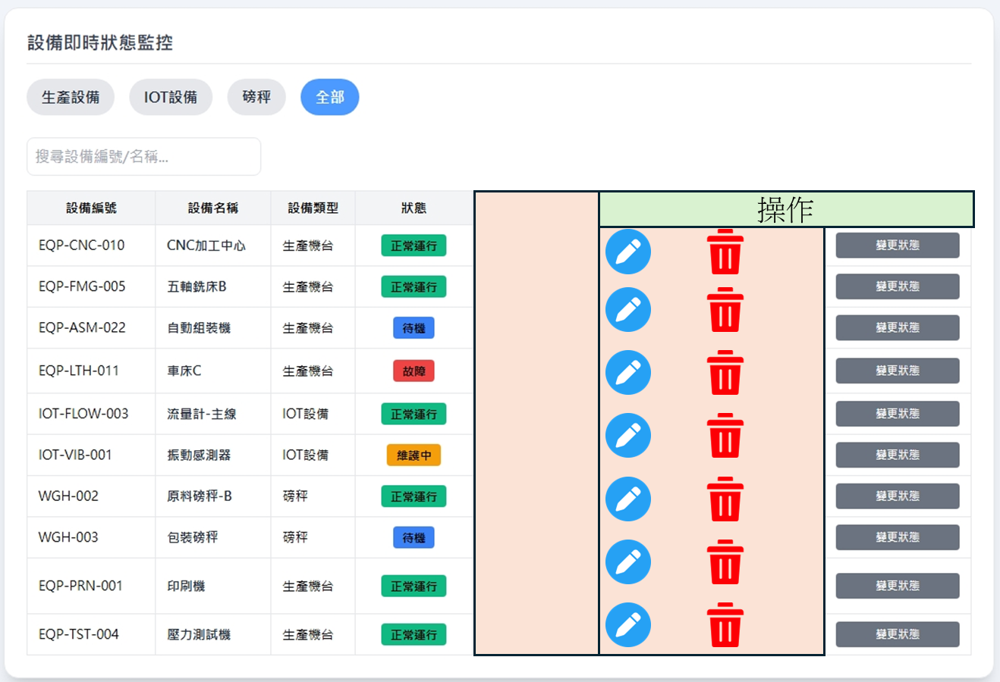 設備即時狀態監控
生產設備 IOT設備 磅秤 全部
搜尋設備編號/名稱...
設備編號 設備名稱 設備類型 狀態 操作
EQP-CNC-010 CNC加工中心 生產機台 正常運行 變更狀態
EQP-FMG-005 五軸銑床B 生產機台 正常運行 變更狀態
EQP-ASM-022 自動組裝機 生產機台 待機 變更狀態
EQP-LTH-011 車床C 生產機台 故障 變更狀態
IOT-FLOW-003 流量計-主線 IOT設備 正常運行 變更狀態
IOT-VIB-001 振動感測器 IOT設備 維護中 變更狀態
WGH-002 原料磅秤-B 磅秤 正常運行 變更狀態
WGH-003 包裝磅秤 磅秤 待機 變更狀態
EQP-PRN-001 印刷機 生產機台 正常運行 變更狀態
EQP-TST-004 壓力測試機 生產機台 正常運行 變更狀態